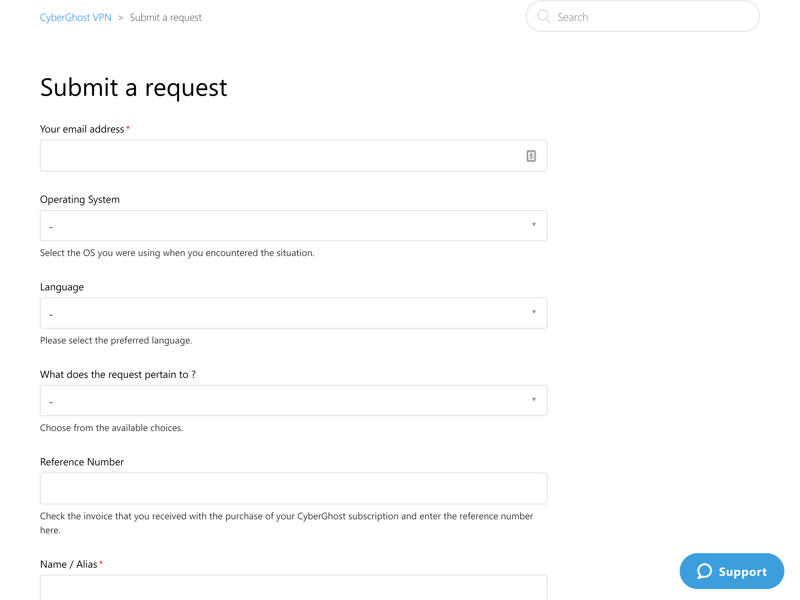 CyberGhost VPN > Submit a request
Search
Submit a request
Your email address*
Operating System
-
Select the OS you were using when you encountered the situation.
Language
-
Please select the preferred language.
What does the request pertain to ?
-
Choose from the available choices.
Reference Number
Check the invoice that you received with the purchase of your CyberGhost subscription and enter the reference number
here.
Name / Alias*
Support